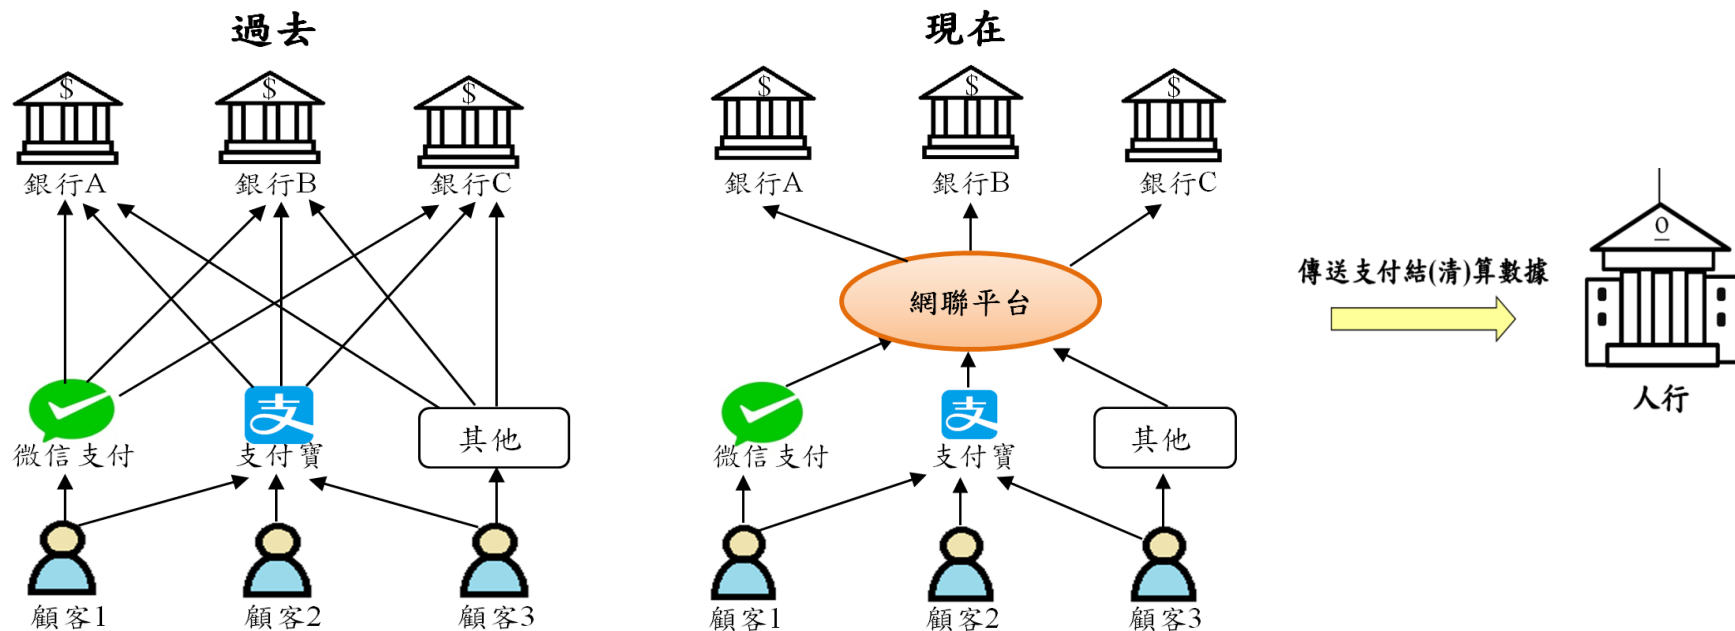 過去
現在
$
$
$
$
$
$
銀行A
銀行B
銀行C
銀行A
銀行B
銀行C
0
傳送支付結(清)算數據
網聯平台
人行
支
支
其他
其他
微信支付
支付寶
微信支付
支付寶
顧客1
顧客2
顧客3
顧客1
顧客2
顧客3